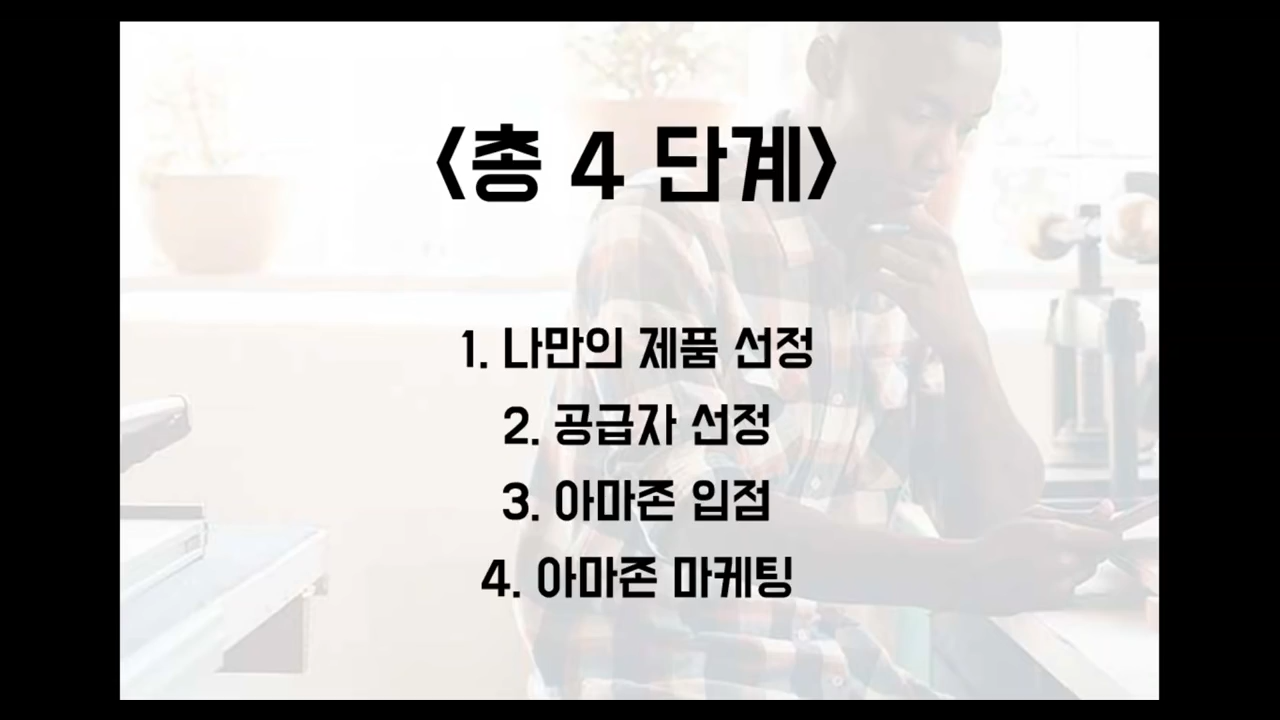 <총 4 단계>
1. 나만의 제품 선정
2. 공급자 선정
3. 아마존 입점
4. 아마존 마케팅